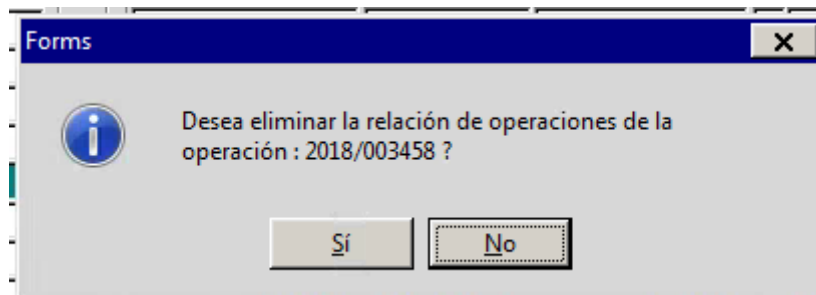 Forms
Desea eliminar la relación de operaciones de la
operación : 2018/003458 ?
Sí
No